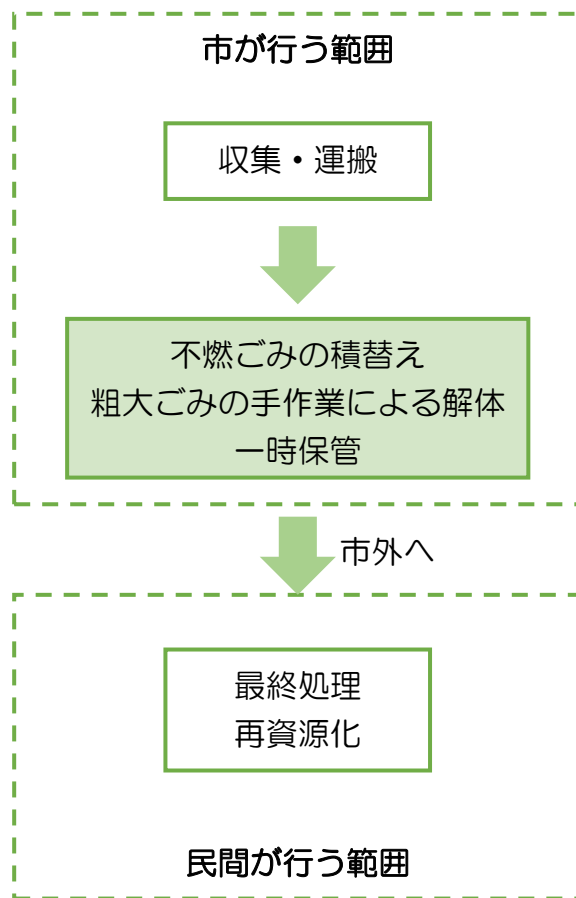 市が行う範囲
収集・運搬
不燃ごみの積替え
粗大ごみの手作業による解体
一時保管
市外へ
最終処理
再資源化
民間が行う範囲